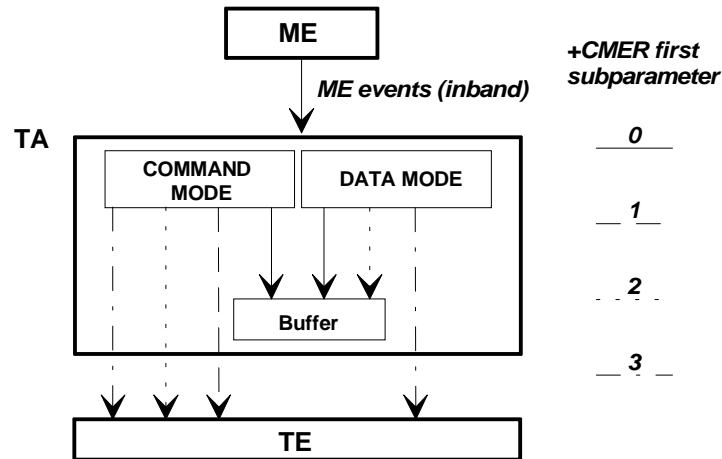 ME
+CMER first
subparameter
ME events (inband)
TA
0
COMMAND
MODE
DATA MODE
1
2
Buffer
3
TE